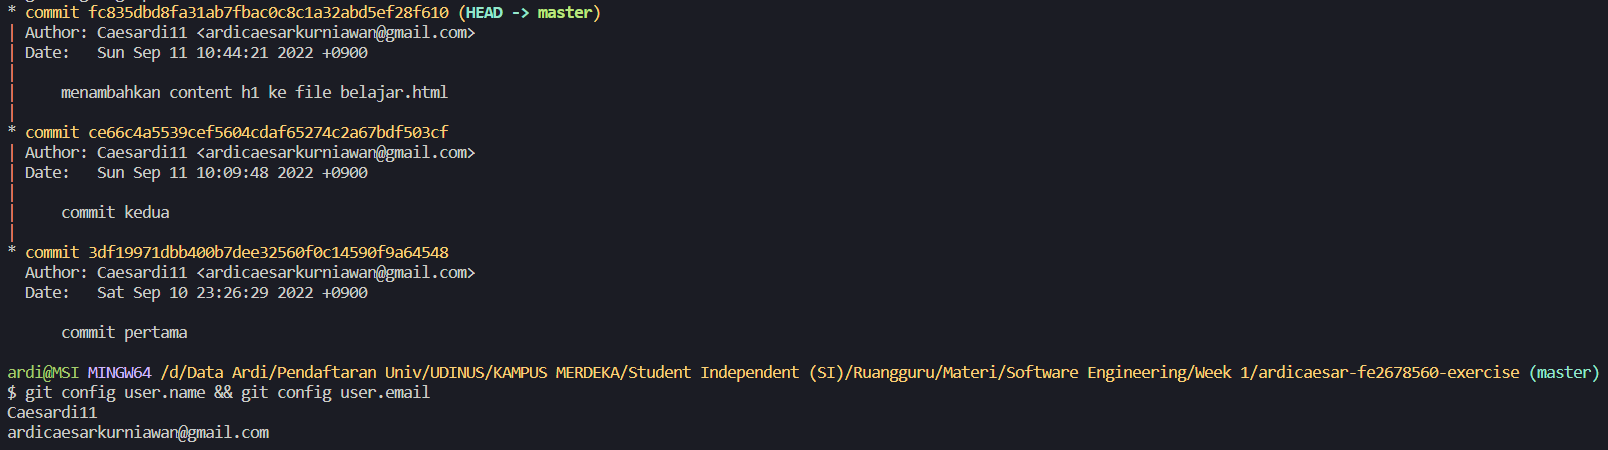 * commit fc835dbd8fa31ab7fbac0c8c1a32abd5ef28f610 (HEAD -> master)
| Author: Caesardi11 <ardicaesarkurniawan@gmail.com>
| Date:   Sun Sep 11 10:44:21 2022 +0900
|
|     menambahkan content h1 ke file belajar.html
|
* commit ce66c4a5539cef5604cdaf65274c2a67bdf503cf
| Author: Caesardi11 <ardicaesarkurniawan@gmail.com>
| Date:   Sun Sep 11 10:09:48 2022 +0900
|
|     commit kedua
|
* commit 3df19971dbb400b7dee32560f0c14590f9a64548
  Author: Caesardi11 <ardicaesarkurniawan@gmail.com>
  Date:   Sat Sep 10 23:26:29 2022 +0900

      commit pertama

ardi@MSI MINGW64 /d/Data Ardi/Pendaftaran Univ/UDINUS/KAMPUS MERDEKA/Student Independent (SI)/Ruangguru/Materi/Software Engineering/Week 1/ardicaesar-fe2678560-exercise (master)
$ git config user.name && git config user.email
Caesardi11
ardicaesarkurniawan@gmail.com